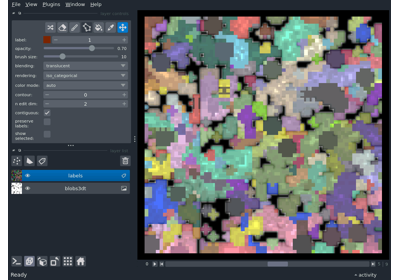 File View Plugins Window Help
label: 1
opacity: 0.70
brush size: 10
blending: translucent
rendering: iso_categorical
color mode: auto
contour: 0
n edit dim: 2
contiguous:
preserve
labels:
show
selected:
labels
blobs3dt
Ready
activity